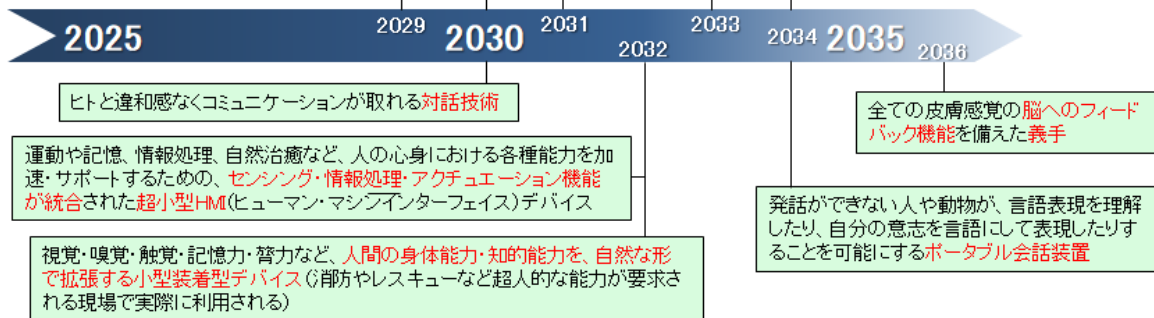 2025
2029
2030
2031
2032
2033
2034
2035
2036
ヒトと違和感なくコミュニケーションが取れる対話技術
全ての皮膚感覚の脳へのフィード
バック機能を備えた義手
運動や記憶、情報処理、自然治癒など、人の心身における各種能力を加
速・サポートするための、センシング・情報処理・アクチュエーション機能
が統合された超小型HMI(ヒューマン・マシンインターフェイス)デバイス
発話ができない人や動物が、言語表現を理解
したり、自分の意志を言語にして表現したりす
ることを可能にするポータブル会話装置
視覚・嗅覚・触覚・記憶力・膂力など、人間の身体能力・知的能力を、自然な形
で拡張する小型装着型デバイス(消防やレスキューなど超人的な能力が要求さ
れる現場で実際に利用される)